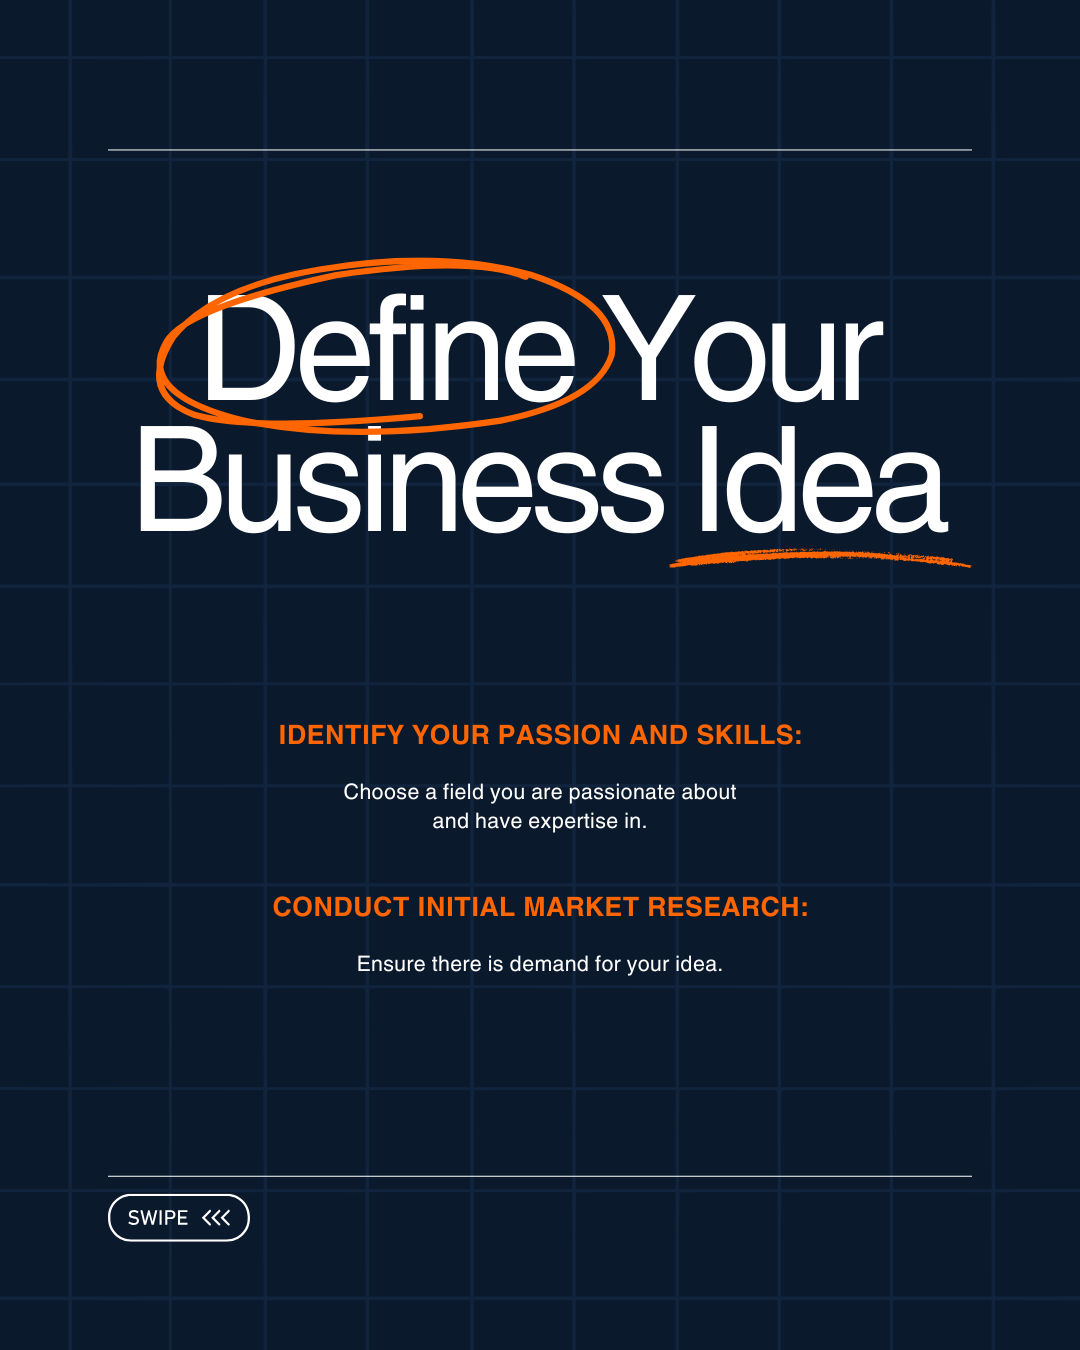 Define Your
Business Idea
IDENTIFY YOUR PASSION AND SKILLS:
Choose a field you are passionate about
and have expertise in.
CONDUCT INITIAL MARKET RESEARCH:
Ensure there is demand for your idea.
SWIPE